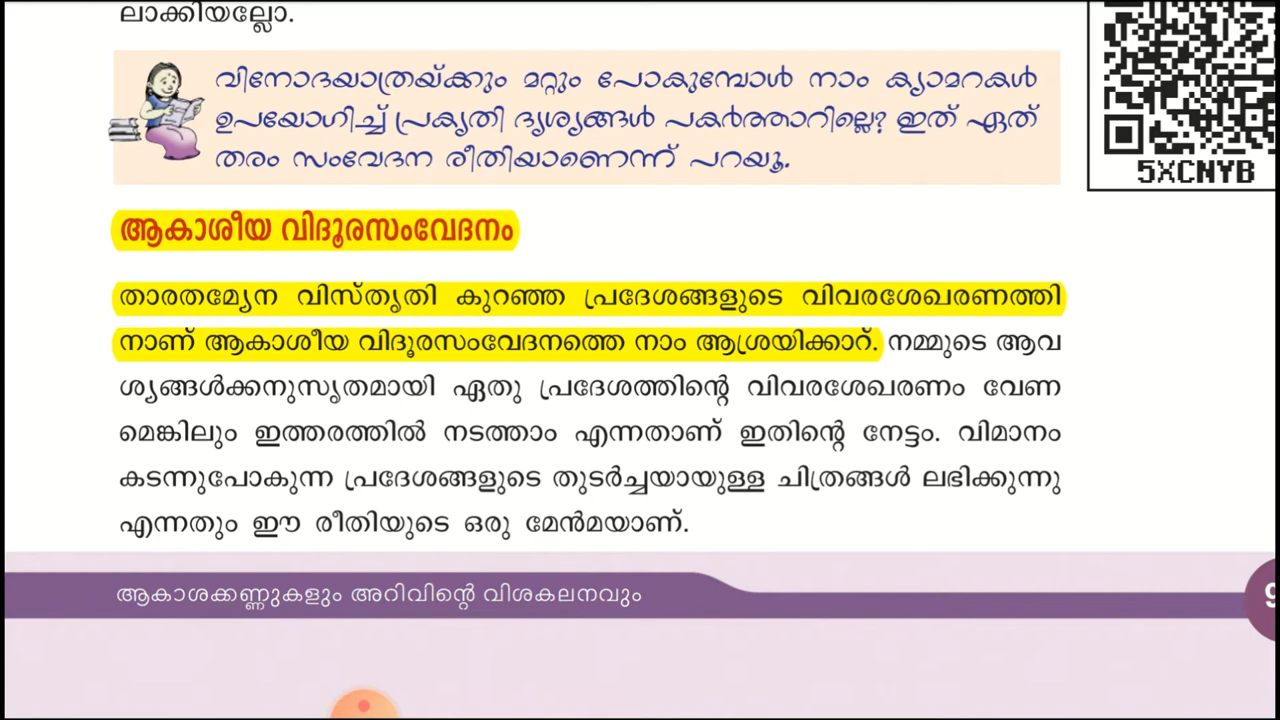 ലാക്കിയല്ലോ.
വിനോദയാത്രയ്ക്കും മറ്റും പോകുമ്പോൾ നാം ക്യാമറകൾ
ഉപയോഗിച്ച് പ്രകൃതി ദൃശ്യങ്ങൾ പകർത്താറില്ലെ? ഇത് ഏത്
തരം സംവേദന രീതിയാണെന്ന് പറയൂ.
5XCNYB
ആകാശീയ വിദൂരസംവേദനം
താരതമ്യേന വിസ്തൃതി കുറഞ്ഞ പ്രദേശങ്ങളുടെ വിവരശേഖരണത്തി
നാണ് ആകാശീയ വിദൂരസംവേദനത്തെ നാം ആശ്രയിക്കാറ്. നമ്മുടെ ആവ
ശ്യങ്ങൾക്കനുസൃതമായി ഏതു പ്രദേശത്തിന്റെ വിവരശേഖരണം വേണ
മെങ്കിലും ഇത്തരത്തിൽ നടത്താം എന്നതാണ് ഇതിന്റെ നേട്ടം. വിമാനം
കടന്നുപോകുന്ന പ്രദേശങ്ങളുടെ തുടർച്ചയായുള്ള ചിത്രങ്ങൾ ലഭിക്കുന്നു
എന്നതും ഈ രീതിയുടെ ഒരു മേൻമയാണ്.
ആകാശക്കണ്ണുകളും അറിവിന്റെ വിശകലനവും